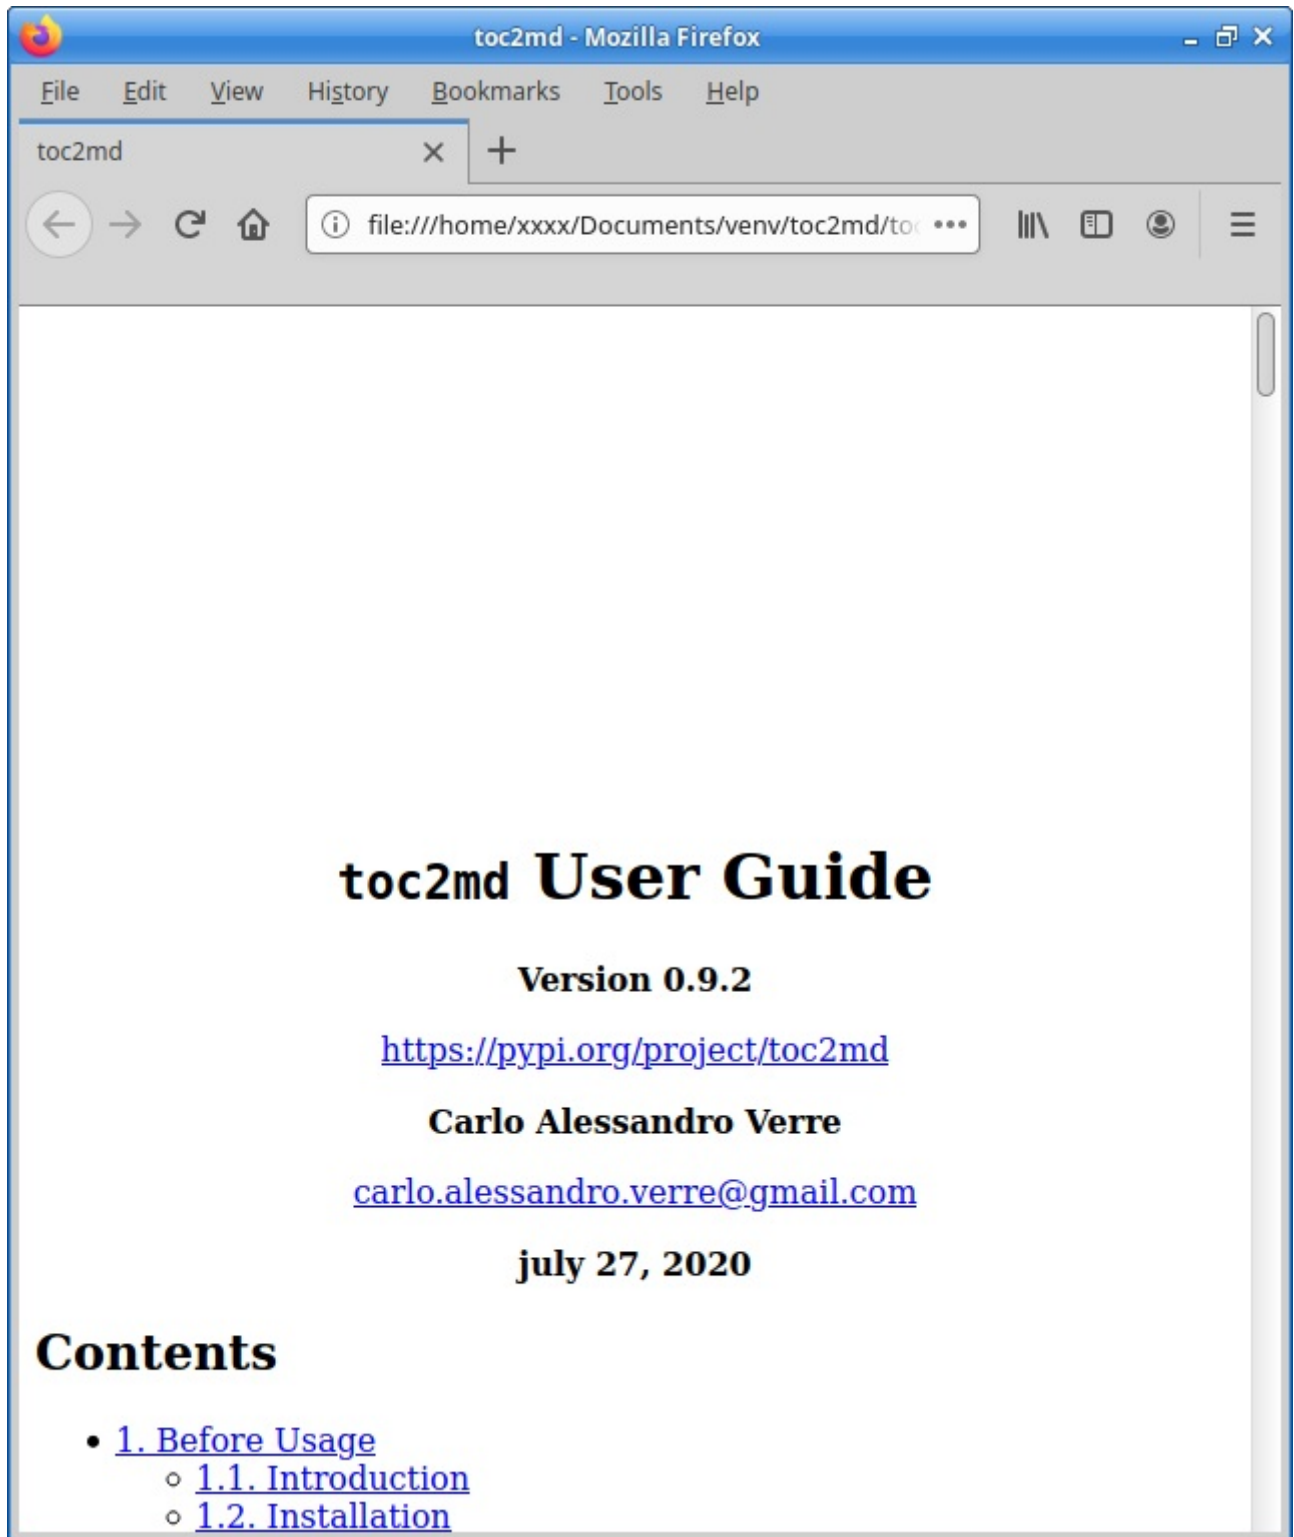 toc2md - Mozilla Firefox
File Edit View History Bookmarks Tools Help
toc2md
file:///home/xxxx/Documents/venv/toc2md/to
toc2md User Guide
Version 0.9.2
https://pypi.org/project/toc2md
Carlo Alessandro Verre
carlo.alessandro.verre@gmail.com
july 27, 2020
Contents
• 1. Before Usage
◦ 1.1. Introduction
◦ 1.2. Installation